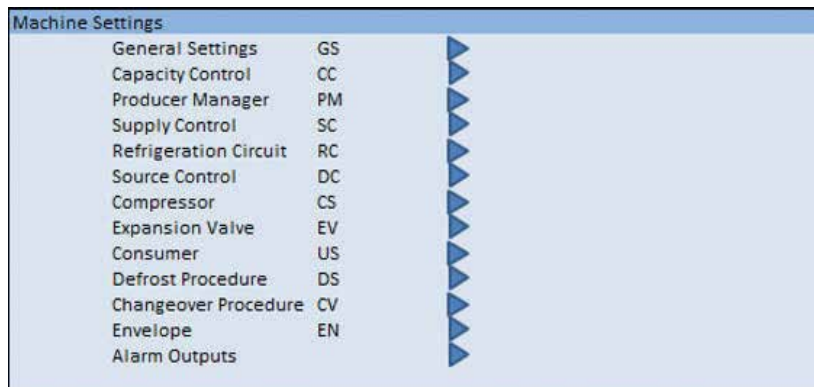 Machine Settings
General Settings GS
Capacity Control CC
Producer Manager PM
Supply Control SC
Refrigeration Circuit RC
Source Control DC
Compressor CS
Expansion Valve EV
Consumer US
Defrost Procedure DS
Changeover Procedure CV
Envelope EN
Alarm Outputs